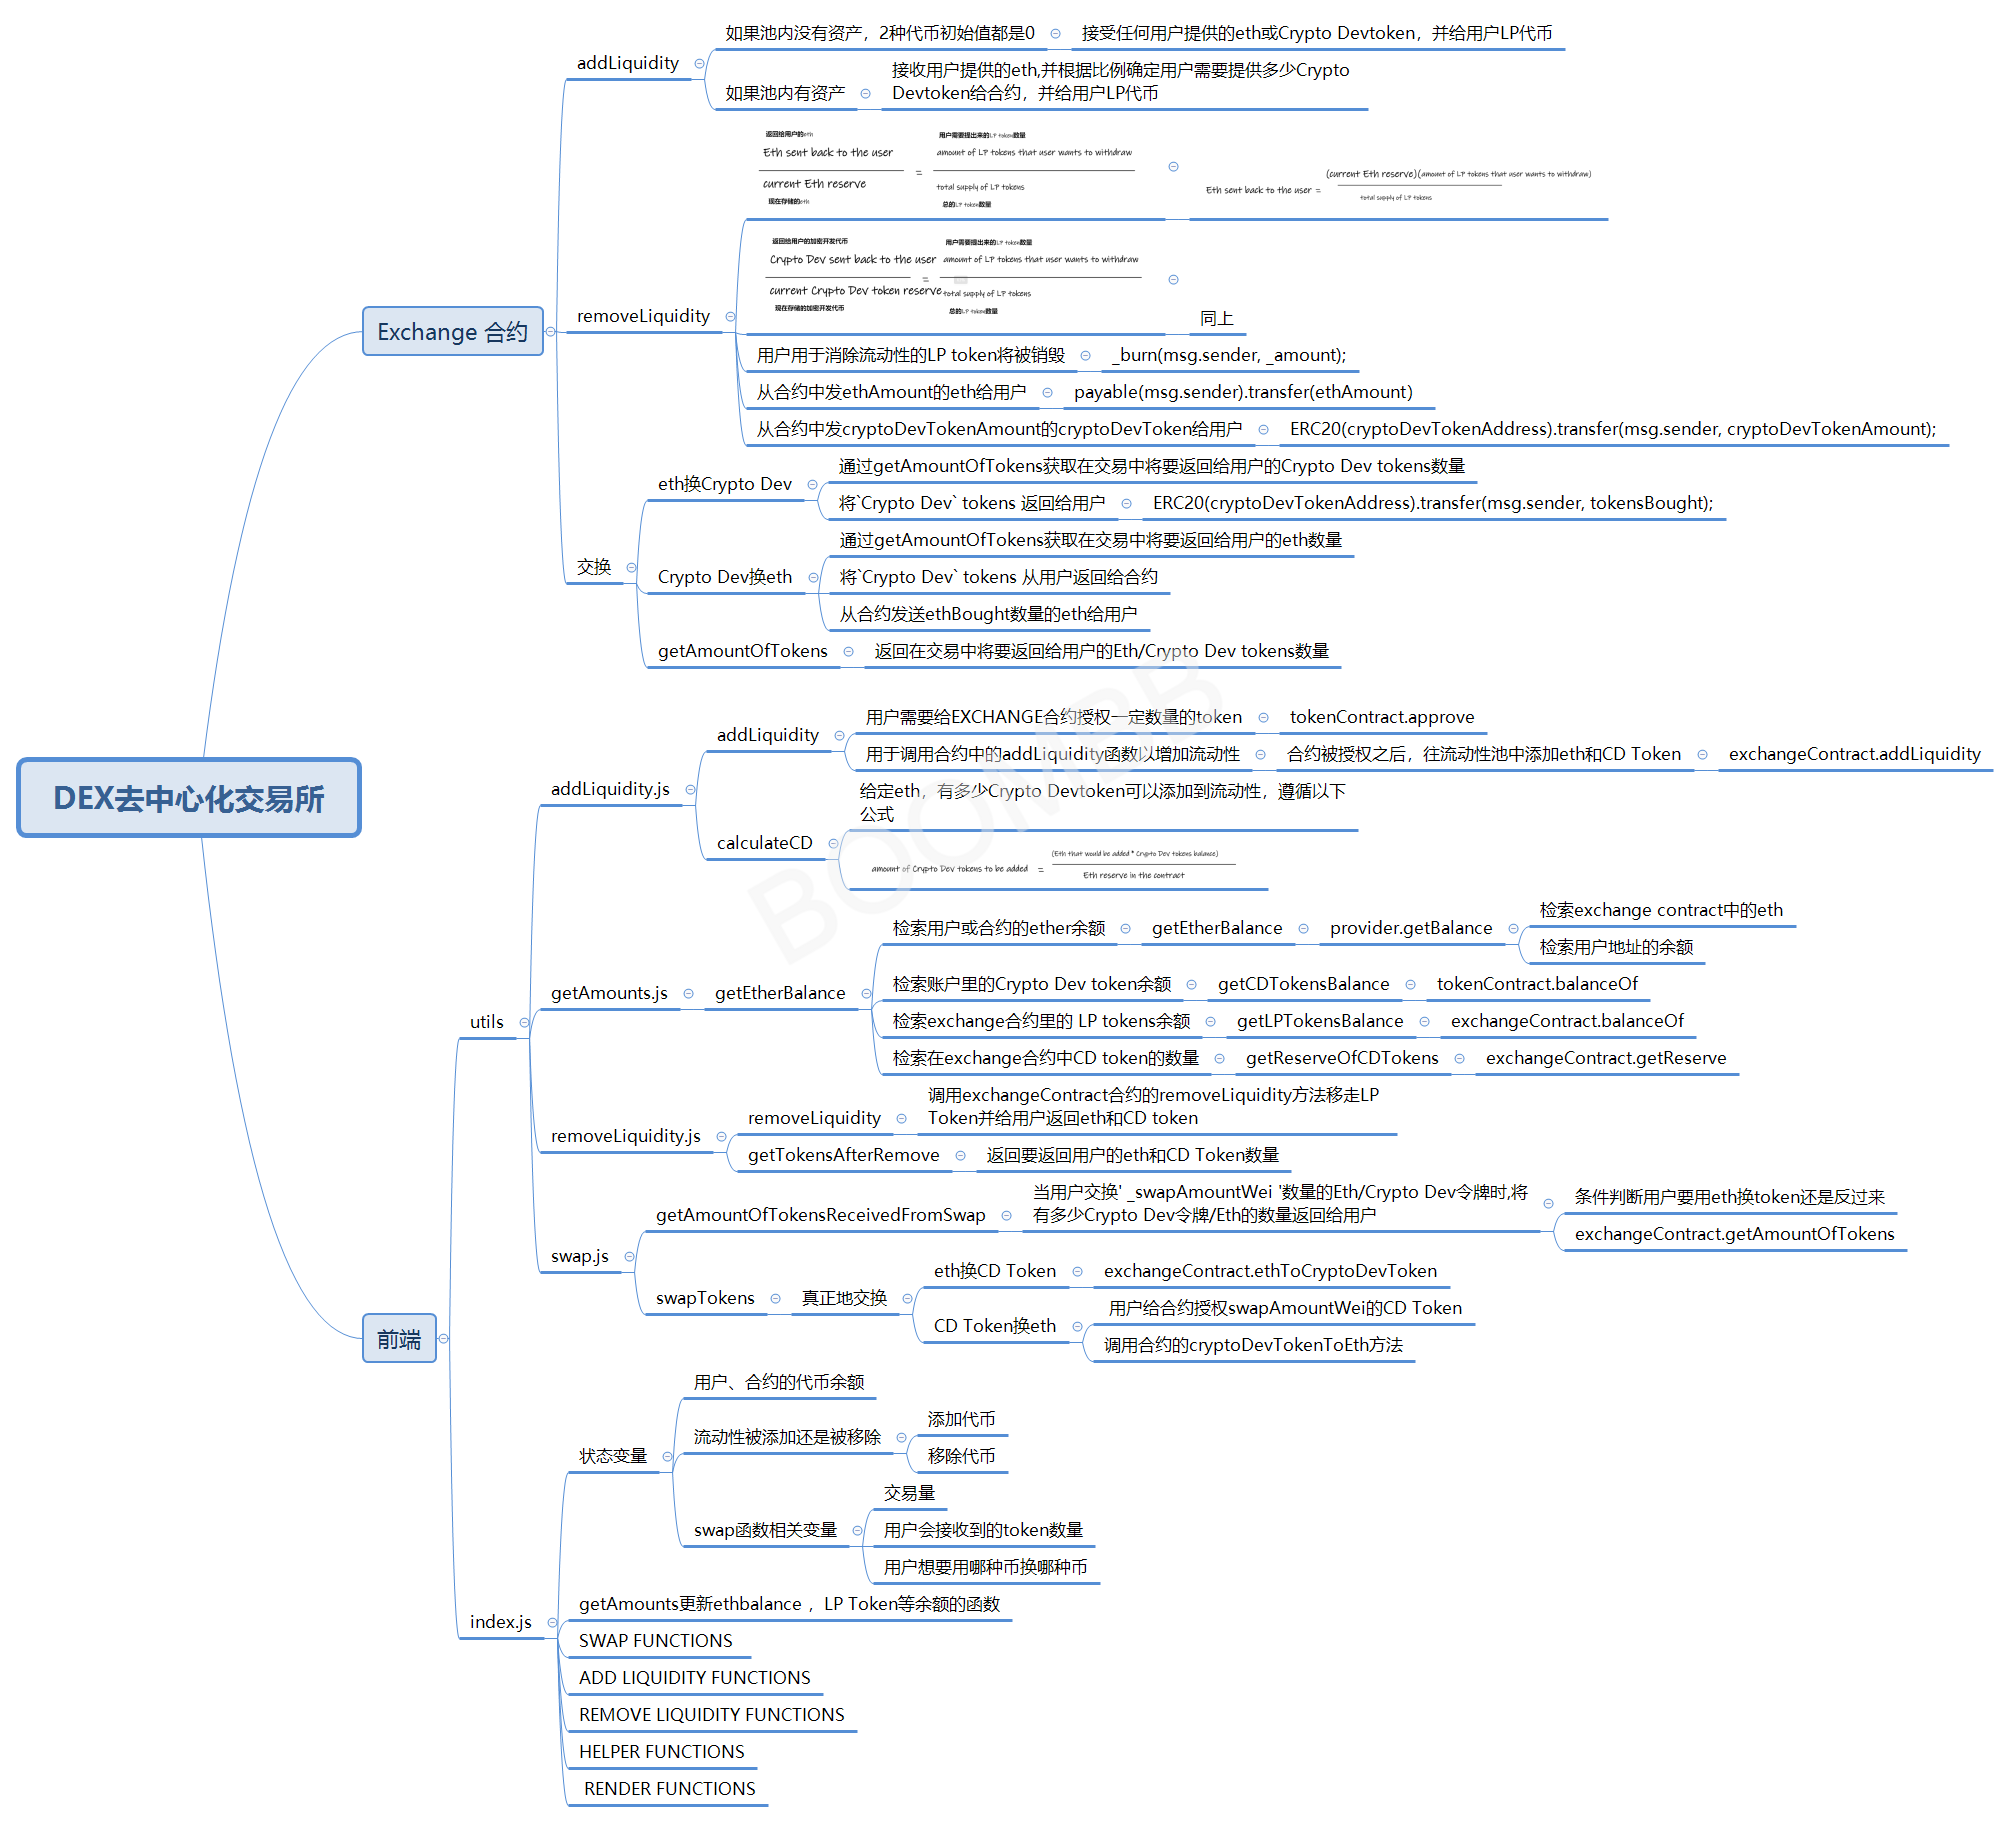 DEX去中心化交易所
Exchange 合约
addLiquidity
如果池内没有资产，2种代币初始值都是0
接受任何用户提供的eth或Crypto Devtoken，并给用户LP代币
如果池内有资产
接收用户提供的eth,并根据比例确定用户需要提供多少Crypto
Devtoken给合约，并给用户LP代币
removeLiquidity
返回给用户的eth
Eth sent back to the user
current Eth reserve
现在存储的eth
=
用户需要提出来的LP token数量
amount of LP tokens that user wants to withdraw
total supply of LP tokens
总的LP token数量
Eth sent back to the user =
(current Eth reserve)(amount of LP tokens that user wants to withdraw)
total supply of LP tokens
返回给用户的加密开发代币
Crypto Dev sent back to the user
current Crypto Dev token reserve
现在存储的加密开发代币
=
用户需要提出来的LP token数量
amount of LP tokens that user wants to withdraw
total supply of LP tokens
总的LP token数量
同上
用户用于消除流动性的LP token将被销毁
_burn(msg.sender, _amount);
从合约中发ethAmount的eth给用户
payable(msg.sender).transfer(ethAmount)
从合约中发cryptoDevTokenAmount的cryptoDevToken给用户
ERC20(cryptoDevTokenAddress).transfer(msg.sender, cryptoDevTokenAmount);
交换
eth换Crypto Dev
通过getAmountOfTokens获取在交易中将要返回给用户的Crypto Dev tokens数量
将`Crypto Dev` tokens 返回给用户
ERC20(cryptoDevTokenAddress).transfer(msg.sender, tokensBought);
Crypto Dev换eth
通过getAmountOfTokens获取在交易中将要返回给用户的eth数量
将`Crypto Dev` tokens 从用户返回给合约
从合约发送ethBought数量的eth给用户
getAmountOfTokens
返回在交易中将要返回给用户的Eth/Crypto Dev tokens数量
前端
utils
addLiquidity.js
addLiquidity
用户需要给EXCHANGE合约授权一定数量的token
tokenContract.approve
用于调用合约中的addLiquidity函数以增加流动性
合约被授权之后，往流动性池中添加eth和CD Token
exchangeContract.addLiquidity
calculateCD
给定eth，有多少Crypto Devtoken可以添加到流动性，遵循以下
公式
amount of Crypto Dev tokens to be added =
(Eth that would be added * Crypto Dev tokens balance)
Eth reserve in the contract
getAmounts.js
getEtherBalance
检索用户或合约的ether余额
getEtherBalance
provider.getBalance
检索exchange contract中的eth
检索用户地址的余额
检索账户里的Crypto Dev token余额
getCDTokensBalance
tokenContract.balanceOf
检索exchange合约里的 LP tokens余额
getLPTokensBalance
exchangeContract.balanceOf
检索在exchange合约中CD token的数量
getReserveOfCDTokens
exchangeContract.getReserve
removeLiquidity.js
removeLiquidity
调用exchangeContract合约的removeLiquidity方法移走LP
Token并给用户返回eth和CD token
getTokensAfterRemove
返回要返回用户的eth和CD Token数量
swap.js
getAmountOfTokensReceivedFromSwap
当用户交换' _swapAmountWei '数量的Eth/Crypto Dev令牌时,将
有多少Crypto Dev令牌/Eth的数量返回给用户
条件判断用户要用eth换token还是反过来
exchangeContract.getAmountOfTokens
swapTokens
真正地交换
eth换CD Token
exchangeContract.ethToCryptoDevToken
CD Token换eth
用户给合约授权swapAmountWei的CD Token
调用合约的cryptoDevTokenToEth方法
index.js
状态变量
用户、合约的代币余额
流动性被添加还是被移除
添加代币
移除代币
swap函数相关变量
交易量
用户会接收到的token数量
用户想要用哪种币换哪种币
getAmounts更新ethbalance ，LP Token等余额的函数
SWAP FUNCTIONS
ADD LIQUIDITY FUNCTIONS
REMOVE LIQUIDITY FUNCTIONS
HELPER FUNCTIONS
RENDER FUNCTIONS
BOOMBB